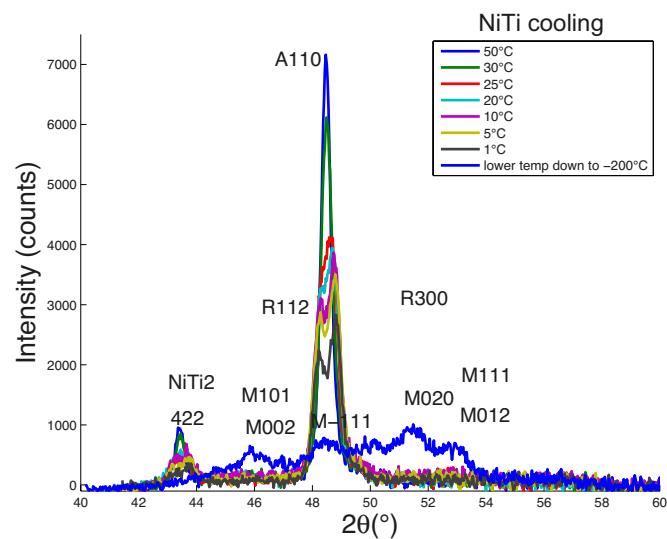 NiTi cooling
50°C
30°C
25°C
20°C
10°C
5°C
1°C
lower temp down to −200°C
A110
R112
R300
NiTi2
422
M101
M002
M−111
M020
M111
M012
Intensity (counts)
7000
6000
5000
4000
3000
2000
1000
0
40 42 44 46 48 50 52 54 56 58 60
2θ(°)